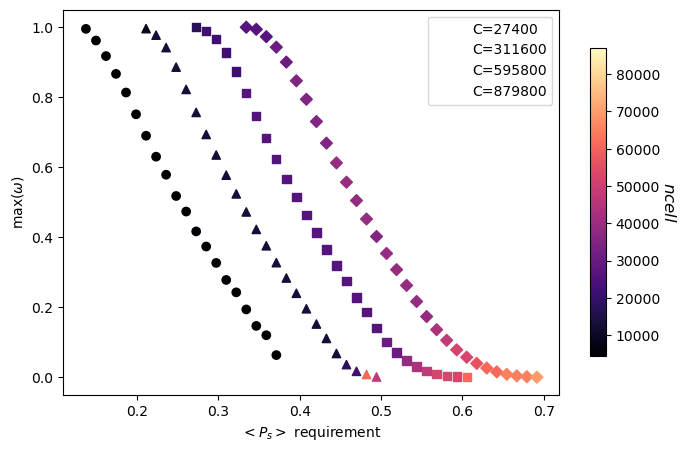 C=27400
C=311600
C=595800
C=879800
1.0
0.8
0.6
0.4
0.2
0.0
max(ω)
0.2 0.3 0.4 0.5 0.6 0.7
< P_s > requirement
80000
70000
60000
50000
40000
30000
20000
10000
ncell